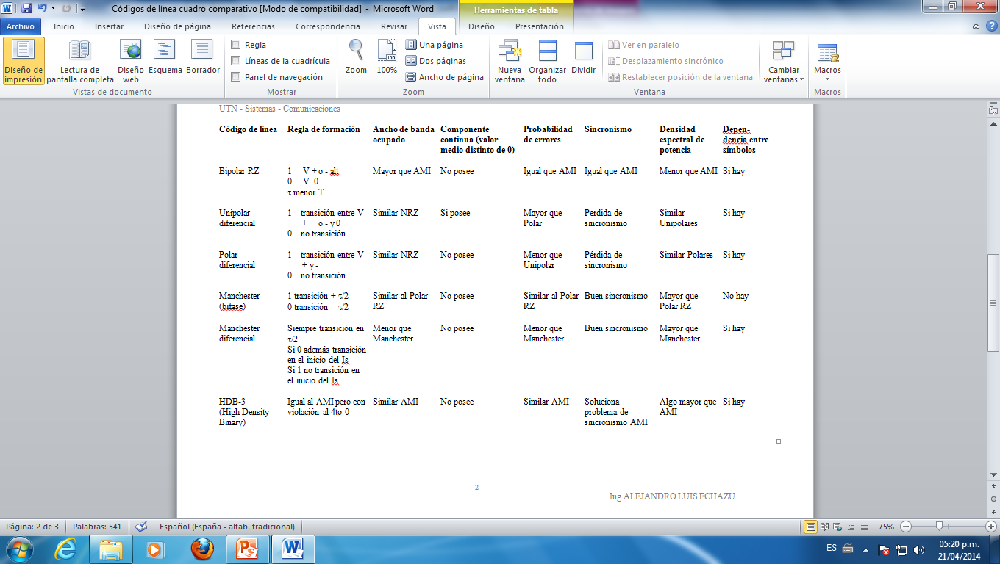 Códigos de línea cuadro comparativo [Modo de compatibilidad] - Microsoft Word
Herramientas de tabla
Archivo Inicio Insertar Diseño de página Referencias Correspondencia Revisar Vista Diseño Presentación
Diseño de impresión
Lectura de pantalla completa
Diseño web
Esquema
Borrador
Vistas de documento
Regla
Líneas de la cuadrícula
Panel de navegación
Mostrar
Zoom
100%
Una página
Dos páginas
Ancho de página
Zoom
Nueva ventana
Organizar todo
Dividir
Ver en paralelo
Desplazamiento sincrónico
Restablecer posición de la ventana
Ventana
Cambiar ventanas
Macros
Macros
UTN - Sistemas - Comunicaciones
Código de línea Regla de formación Ancho de banda Componente Probabilidad Sincronismo Densidad Depen-
ocupado continua (valor de errores espectral de dencia entre
medio distinto de 0) potencia símbolos
Bipolar RZ 1 V + o - alt Mayor que AMI No posee Igual que AMI Igual que AMI Menor que AMI Si hay
0 V 0
τ menor T
Unipolar 1 transición entre V Similar NRZ Si posee Mayor que Perdida de Similar Si hay
diferencial + o - y 0 Polar sincronismo Unipolares
0 no transición
Polar 1 transición entre V Similar NRZ No posee Menor que Pérdida de Similar Polares Si hay
diferencial + y - Unipolar sincronismo
0 no transición
Manchester 1 transición + τ/2 Similar al Polar No posee Similar al Polar Buen sincronismo Mayor que No hay
(bifase) 0 transición - τ/2 RZ RZ Polar RZ
Manchester Siempre transición en Menor que No posee Menor que Buen sincronismo Mayor que Si hay
diferencial τ/2 Manchester Manchester Manchester
Si 0 además transición
en el inicio del Is
Si 1 no transición en
el inicio del Is
HDB-3 Igual al AMI pero con Similar AMI No posee Similar AMI Soluciona Algo mayor que Si hay
(High Density violación al 4to 0 problema de AMI
Binary) sincronismo AMI
2
Ing ALEJANDRO LUIS ECHAZU
Página: 2 de 3 Palabras: 541 Español (España - alfab. tradicional) 75%
ES 05:20 p.m.
21/04/2014